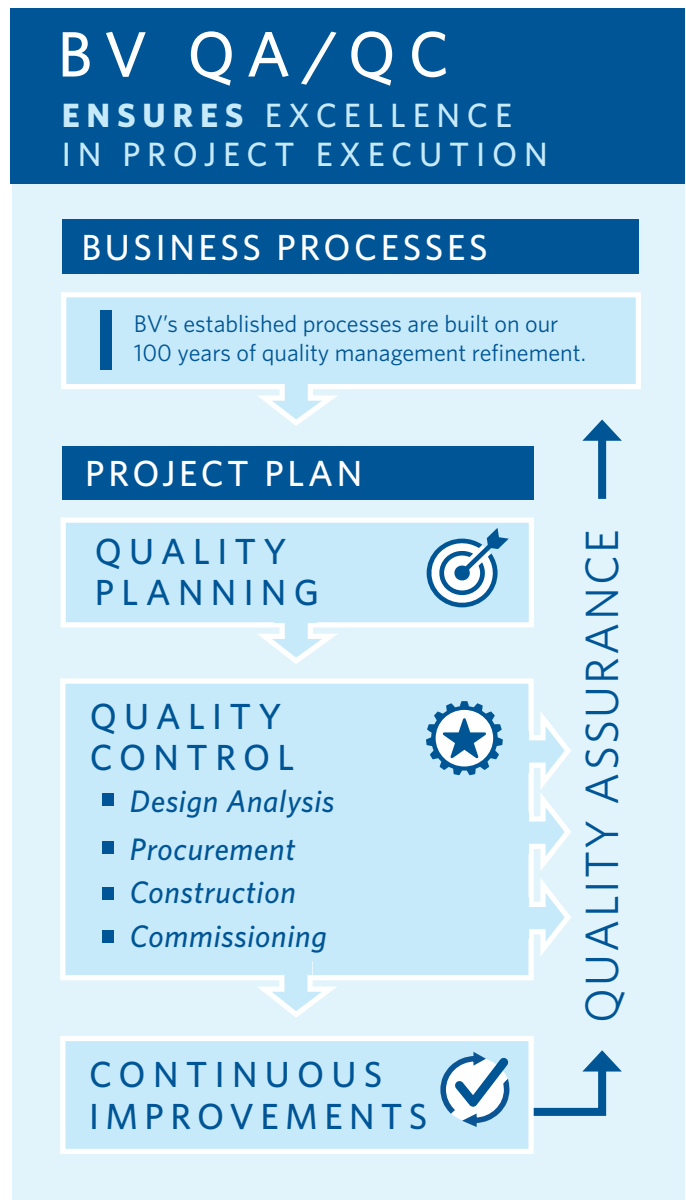 BV QA/QC
ENSURES EXCELLENCE
IN PROJECT EXECUTION
BUSINESS PROCESSES
BV's established processes are built on our
100 years of quality management refinement.
PROJECT PLAN
QUALITY
PLANNING
QUALITY
CONTROL
Design Analysis
Procurement
Construction
Commissioning
CONTINUOUS
IMPROVEMENTS
QUALITY ASSURANCE